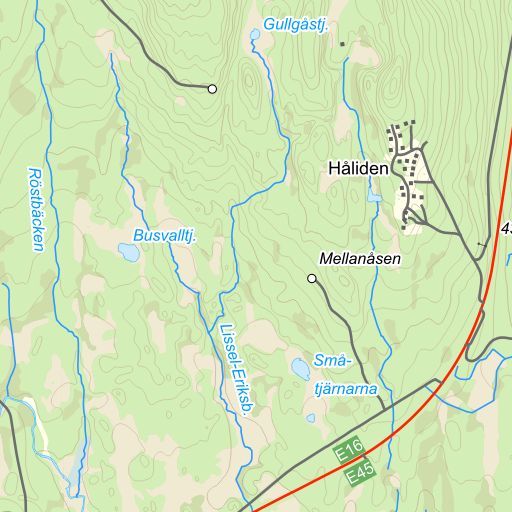 Gullgåstj.
Håliden
Röstbäcken
Busvalltj.
Mellanåsen
Lissel-Eriksb.
Små-
tjärnarna
E16
E45